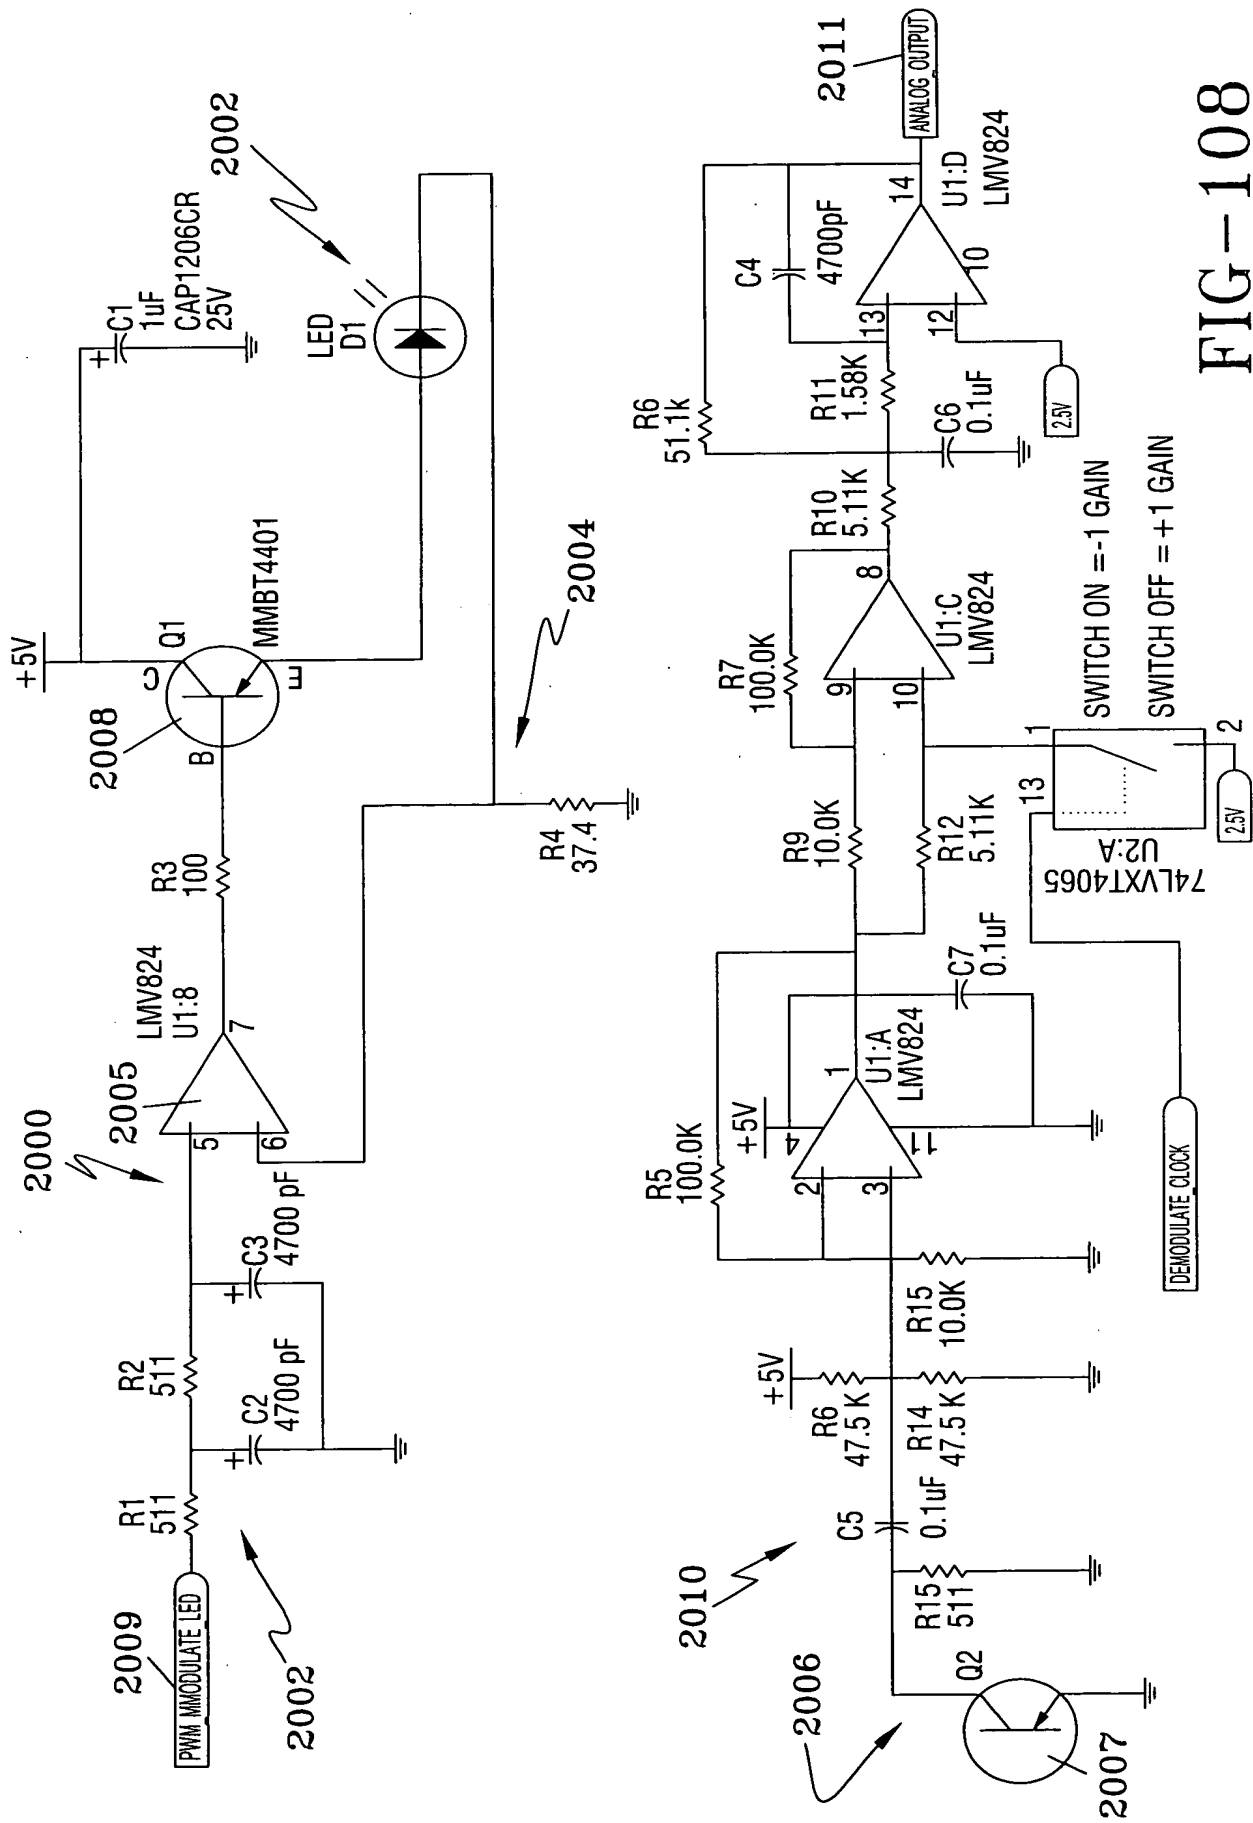 2009
PWM MMODULATE LED
R1
511
R2
511
C2
4700 pF
C3
4700 pF
2002
2000
2005
5
6
7
LMV824
U1:8
R3
100
2008
B
C
E
Q1
MMBT4401
+5V
C1
1uF
CAP1206CR
25V
LED
D1
2002
R4
37.4
2004
2006
2007
Q2
R15
511
2010
C5
0.1uF
+5V
R6
47.5 K
R14
47.5 K
R15
10.0K
R5
100.0K
+5V
4
2
3
11
1
U1:A
LMV824
C7
0.1uF
R9
10.0K
R12
5.11K
R7
100.0K
9
10
8
U1:C
LMV824
DEMODULATE CLOCK
13
1
2
74LVXT4065
U2:A
2.5V
SWITCH ON =-1 GAIN
SWITCH OFF =+1 GAIN
R10
5.11K
R6
51.1k
R11
1.58K
C6
0.1uF
C4
4700pF
13
12
14
10
U1:D
LMV824
2.5V
ANALOG OUTPUT
2011
FIG-108